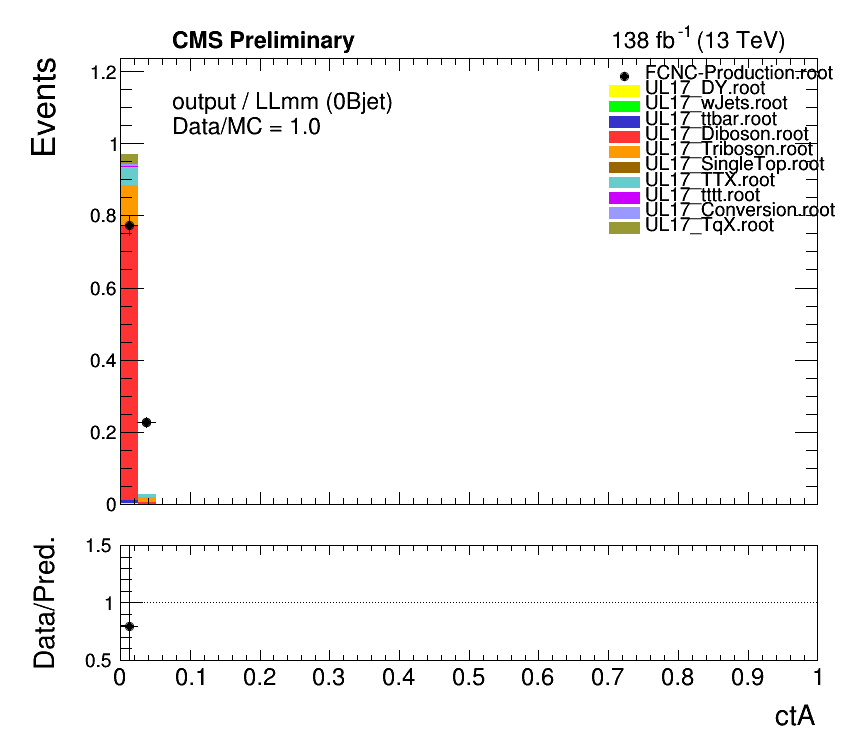 CMS Preliminary
138 fb-1 (13 TeV)
Events
output / LLmm (0Bjet)
Data/MC = 1.0
FCNC-Production.root
UL17_DY.root
UL17_wJets.root
UL17_ttbar.root
UL17_Diboson.root
UL17_Triboson.root
UL17_SingleTop.root
UL17_TTX.root
UL17_tttt.root
UL17_Conversion.root
UL17_TqX.root
1.2
1
0.8
0.6
0.4
0.2
0
Data/Pred.
1.5
1
0.5
0 0.1 0.2 0.3 0.4 0.5 0.6 0.7 0.8 0.9 1
ctA